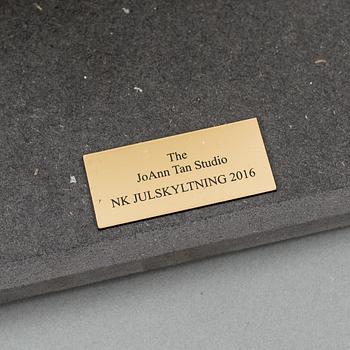 The
JoAnn Tan Studio
NK JULSKYLTNING 2016